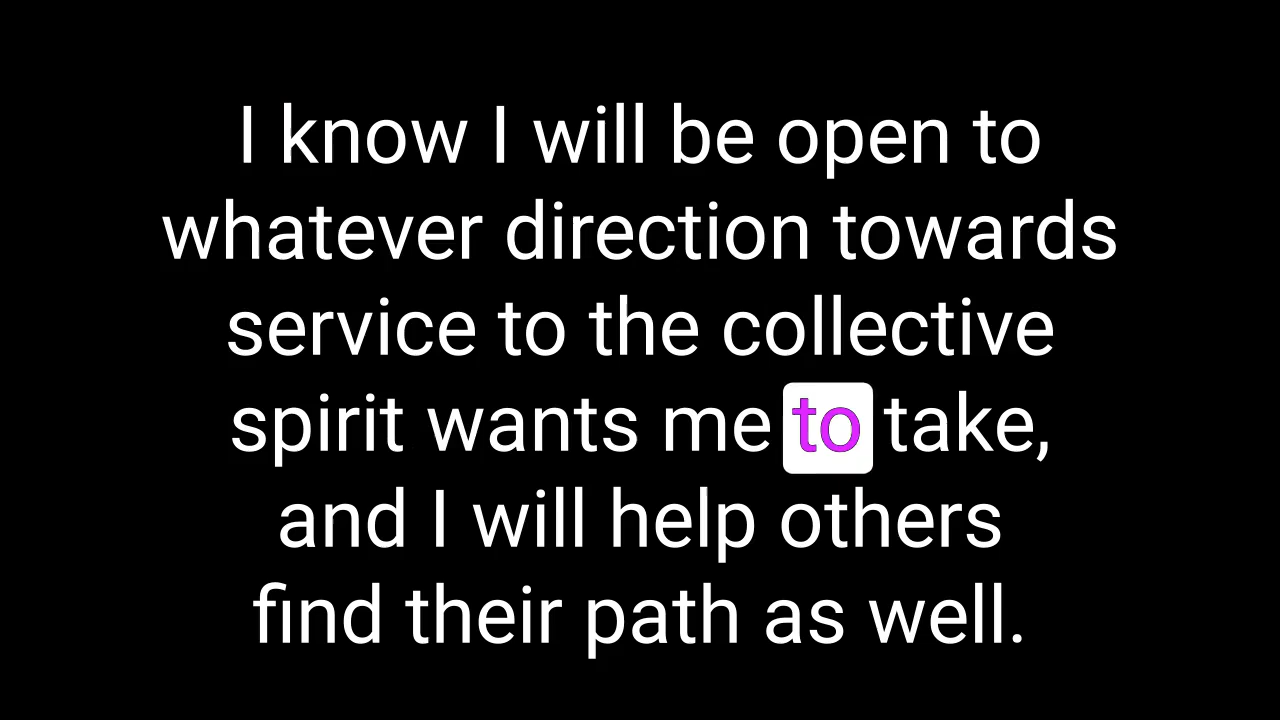 I know I will be open to
whatever direction towards
service to the collective
spirit wants me to take,
and I will help others
find their path as well.